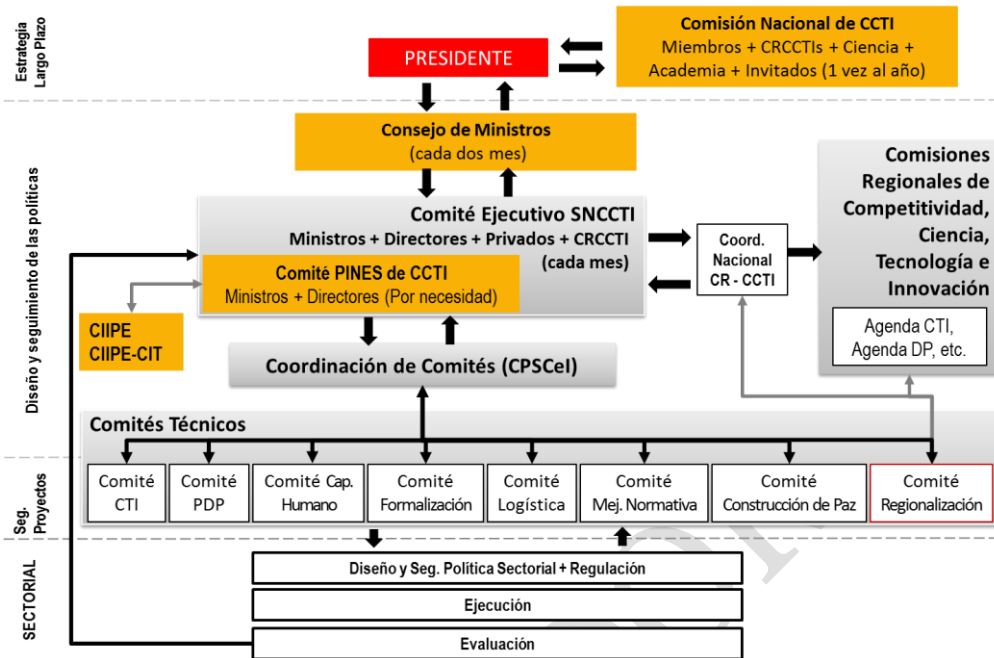 Estrategia
Largo Plazo
PRESIDENTE
Comisión Nacional de CCTI
Miembros + CRCCTIs + Ciencia +
Academia + Invitados (1 vez al año)
Diseño y seguimiento de las políticas
Consejo de Ministros
(cada dos mes)
Comité Ejecutivo SNCCTI
Ministros + Directores + Privados + CRCCTI
(cada mes)
Comité PINES de CCTI
Ministros + Directores (Por necesidad)
CIIPE
CIIPE-CIT
Coord.
Nacional
CR - CCTI
Comisiones
Regionales de
Competitividad,
Ciencia,
Tecnología e
Innovación
Agenda CTI,
Agenda DP, etc.
Coordinación de Comités (CPSCeI)
Comités Técnicos
Seg.
Proyectos
Comité
CTI
Comité
PDP
Comité Cap.
Humano
Comité
Formalización
Comité
Logística
Comité
Mej. Normativa
Comité
Construcción de Paz
Comité
Regionalización
SECTORIAL
Diseño y Seg. Política Sectorial + Regulación
Ejecución
Evaluación